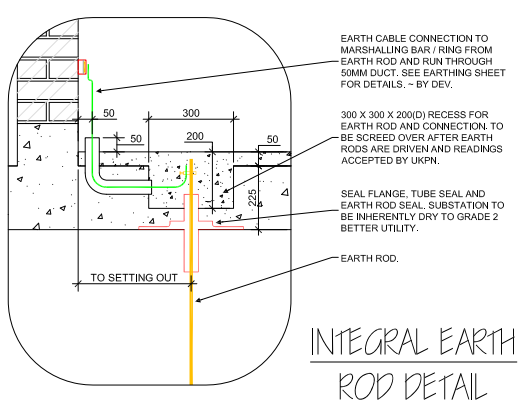 EARTH CABLE CONNECTION TO
MARSHALLING BAR / RING FROM
EARTH ROD AND RUN THROUGH
50MM DUCT. SEE EARTHING SHEET
FOR DETAILS. ~ BY DEV.
50
300
300 X 300 X 200(D) RECESS FOR
EARTH ROD AND CONNECTION. TO
BE SCREED OVER AFTER EARTH
RODS ARE DRIVEN AND READINGS
ACCEPTED BY UKPN.
50
200
50
225
SEAL FLANGE, TUBE SEAL AND
EARTH ROD SEAL. SUBSTATION TO
BE INHERENTLY DRY TO GRADE 2
BETTER UTILITY.
TO SETTING OUT
EARTH ROD.
INTEGRAL EARTH
ROD DETAIL